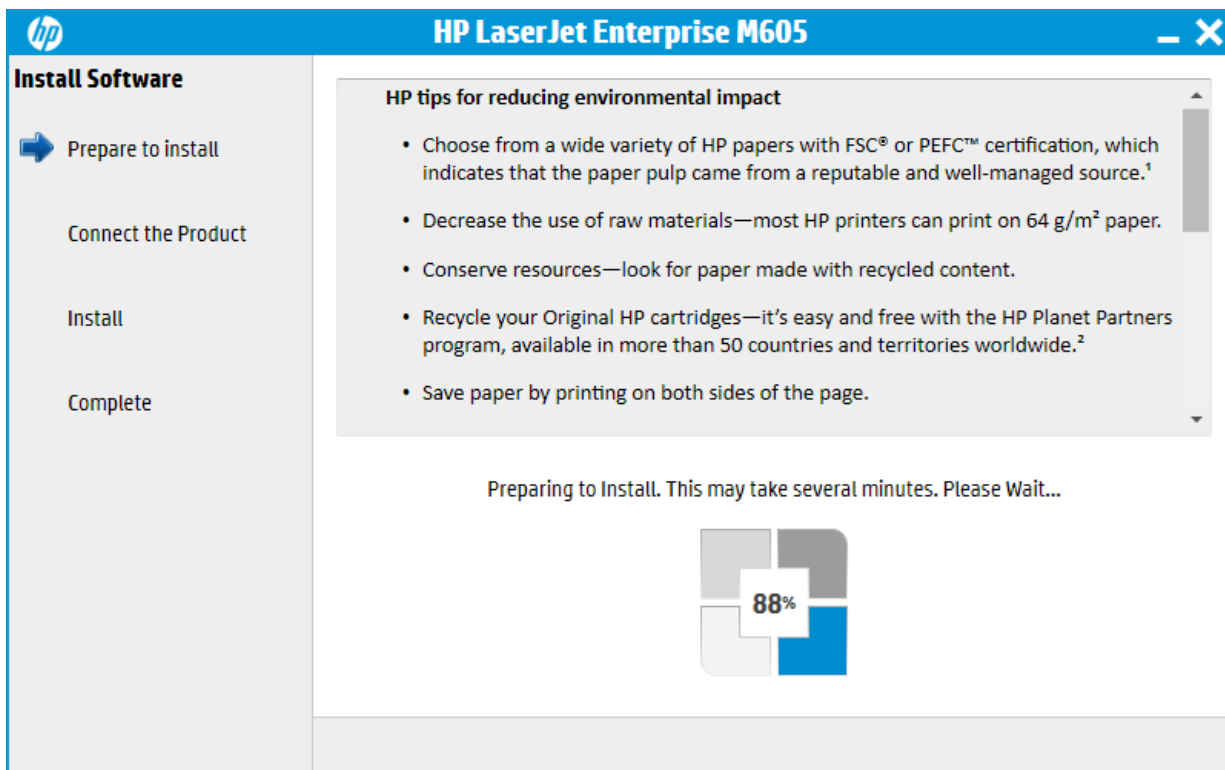 hp
HP LaserJet Enterprise M605
Install Software
Prepare to install
Connect the Product
Install
Complete
HP tips for reducing environmental impact
• Choose from a wide variety of HP papers with FSC® or PEFC™ certification, which
indicates that the paper pulp came from a reputable and well-managed source.¹
• Decrease the use of raw materials—most HP printers can print on 64 g/m² paper.
• Conserve resources—look for paper made with recycled content.
• Recycle your Original HP cartridges—it’s easy and free with the HP Planet Partners
program, available in more than 50 countries and territories worldwide.²
• Save paper by printing on both sides of the page.
Preparing to Install. This may take several minutes. Please Wait...
88%